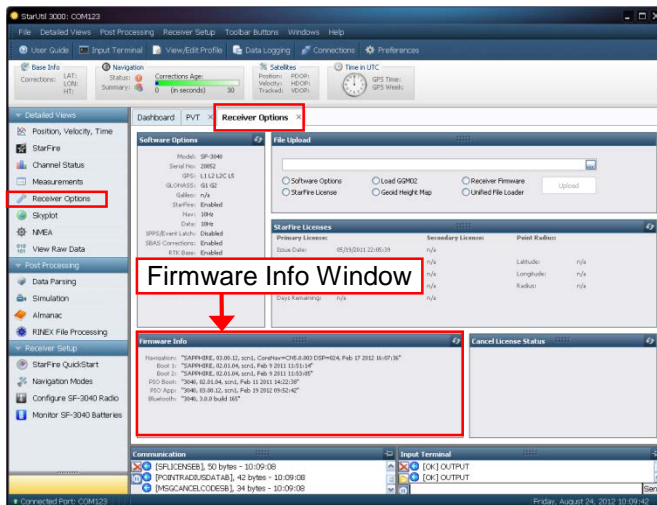 StarUtil 3000: COM123
File Detailed Views Post Processing Receiver Setup Toolbar Buttons Windows Help
User Guide Input Terminal View/Edit Profile Data Logging Connections Preferences
Base Info Navigation Satellites Time in UTC
Corrections: LAT: Status: Corrections Age: Position: PDOP: GPS Time:
LON: Summary: Velocity: HDOP: GPS Week:
HT: 0 (in seconds) 30 Tracked: VDOP:
Detailed Views
Position, Velocity, Time
StarFire
Channel Status
Measurements
Receiver Options
Skyplot
NMEA
View Raw Data
Post Processing
Data Parsing
Simulation
Almanac
RINEX File Processing
Receiver Setup
StarFire QuickStart
Navigation Modes
Configure SF-3040 Radio
Monitor SF-3040 Batteries
Dashboard PVT × Receiver Options ×
Software Options
Model: SF-3040
Serial No: 20852
GPS: L1 L2 L2C L5
GLONASS: G1 G2
Galileo: n/a
StarFire: Enabled
Nav: 10Hz
Data: 10Hz
1PPS/Event Latch: Disabled
SBAS Corrections: Enabled
RTK Base: Enabled
File Upload
Software Options Load GGM02 Receiver Firmware
StarFire License Geoid Height Map Unified File Loader
Upload
StarFire Licenses
Primary License: Secondary License: Point Radius:
Issue Date: 05/19/2011 22:05:39 n/a
n/a Latitude: n/a
n/a Longitude: n/a
n/a Radius: n/a
Days Remaining: n/a n/a
Firmware Info Window
Firmware Info
Navigation: "SAPPHIRE, 03.00.12, scn1, CoreNav=CN5.0.003 DSP=024, Feb 17 2012 16:07:36"
Boot 1: "SAPPHIRE, 02.01.04, scn1, Feb 9 2011 11:51:14"
Boot 2: "SAPPHIRE, 02.01.04, scn1, Feb 9 2011 11:53:05"
PSO Boot: "3040, 02.01.04, scn1, Feb 11 2011 14:22:38"
PSO App: "3040, 03.00.12, scn1, Feb 19 2012 09:52:42"
Bluetooth: "3040, 3.0.0 build 165"
Cancel License Status
Communication
[SFLICENSEB], 50 bytes - 10:09:08
[POINTRADIUSDATAB], 42 bytes - 10:09:08
[MSGCANCELCODESB], 34 bytes - 10:09:08
Input Terminal
[OK] OUTPUT
[OK] OUTPUT
Sen
Connected Port: COM123
Friday, August 24, 2012 10:09:42